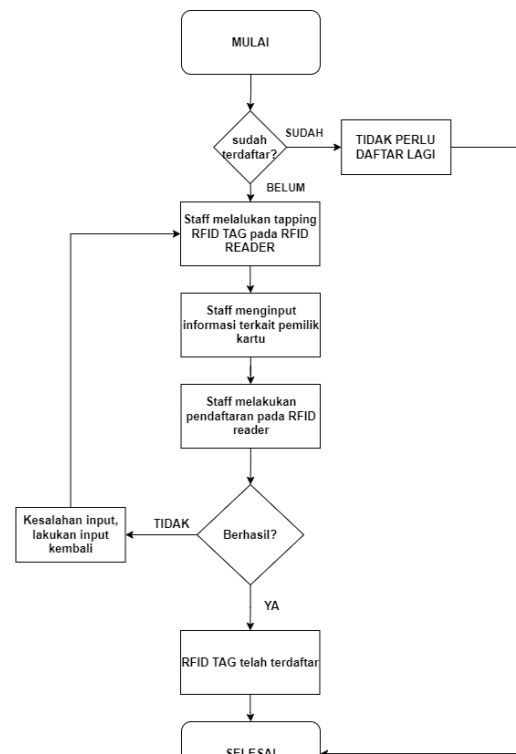 MULAI
sudah
terdaftar?
SUDAH
TIDAK PERLU
DAFTAR LAGI
BELUM
Staff melalukan tapping
RFID TAG pada RFID
READER
Staff menginput
informasi terkait pemilik
kartu
Staff melakukan
pendaftaran pada RFID
reader
Berhasil?
TIDAK
Kesalahan input,
lakukan input
kembali
YA
RFID TAG telah terdaftar
SELESAI